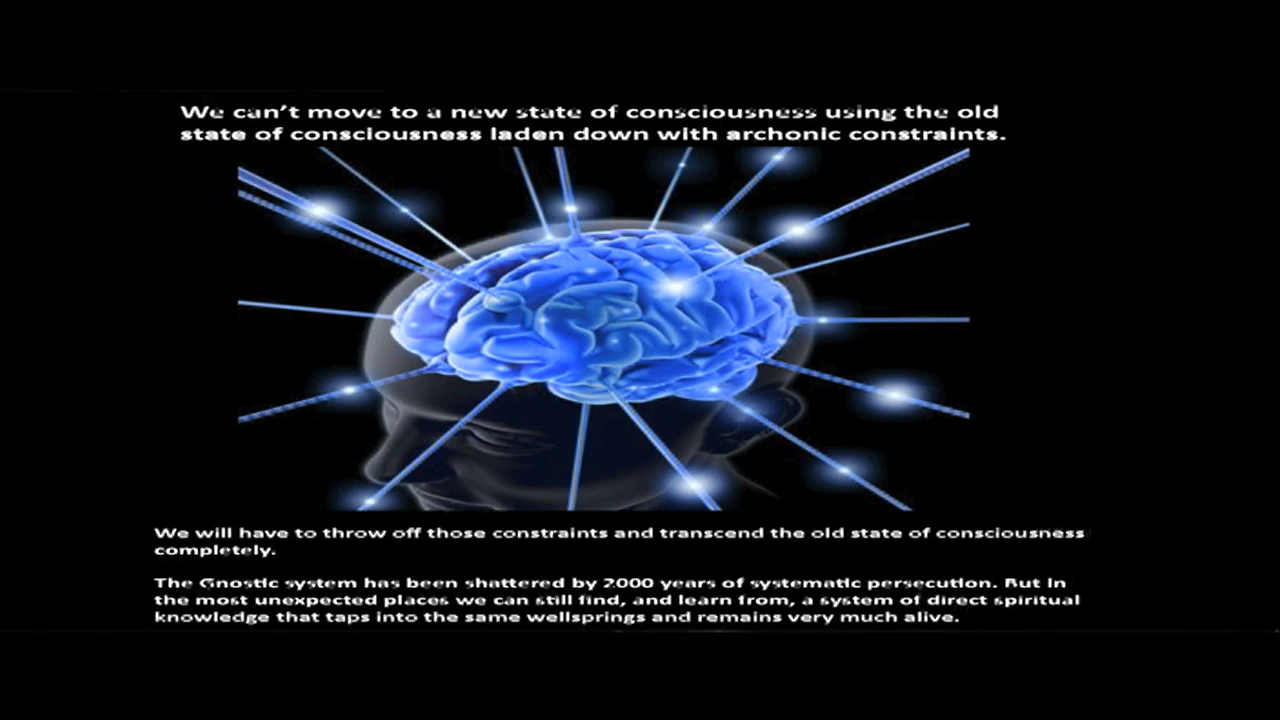 We can't move to a new state of consciousness using the old
state of consciousness laden down with archonic constraints.
We will have to throw off those constraints and transcend the old state of consciousness
completely.
The Gnostic system has been shattered by 2000 years of systematic persecution. But in
the most unexpected places we can still find, and learn from, a system of direct spiritual
knowledge that taps into the same wellsprings and remains very much alive.